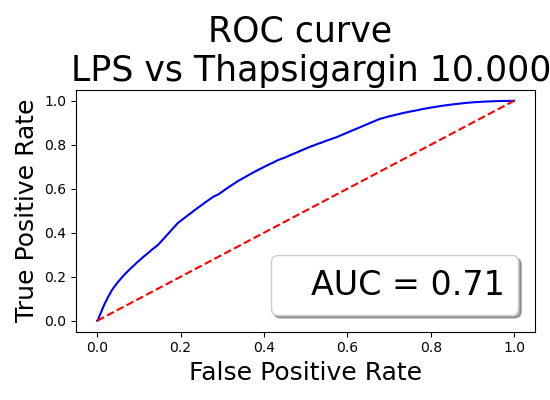 ROC curve
LPS vs Thapsigargin 10.000
True Positive Rate
1.0
0.8
0.6
0.4
0.2
0.0
AUC = 0.71
0.0 0.2 0.4 0.6 0.8 1.0
False Positive Rate